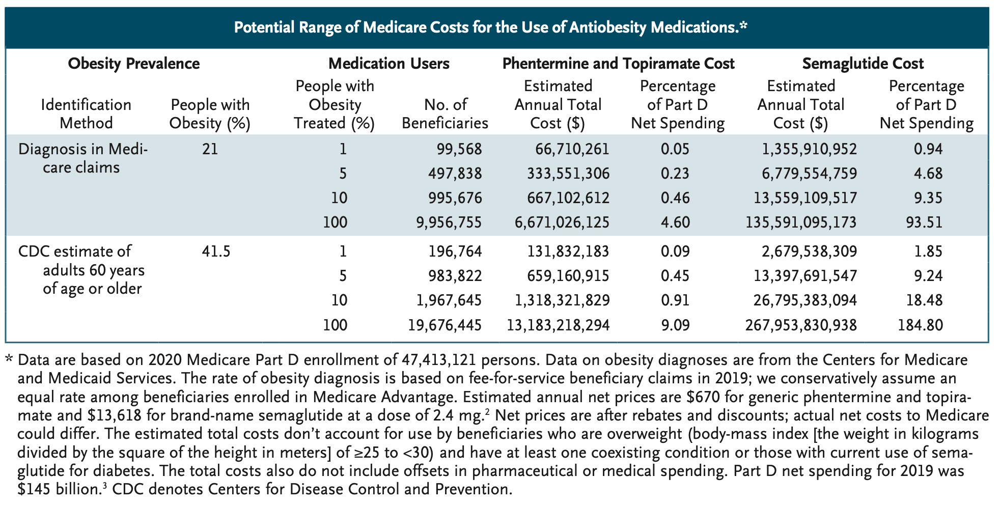 Potential Range of Medicare Costs for the Use of Antiobesity Medications.*
Obesity Prevalence Medication Users Phentermine and Topiramate Cost Semaglutide Cost
Identification Method People with Obesity (%) People with Obesity Treated (%) No. of Beneficiaries Estimated Annual Total Cost ($) Percentage of Part D Net Spending Estimated Annual Total Cost ($) Percentage of Part D Net Spending
Diagnosis in Medi- 21 1 99,568 66,710,261 0.05 1,355,910,952 0.94
care claims
5 497,838 333,551,306 0.23 6,779,554,759 4.68
10 995,676 667,102,612 0.46 13,559,109,517 9.35
100 9,956,755 6,671,026,125 4.60 135,591,095,173 93.51
CDC estimate of 41.5 1 196,764 131,832,183 0.09 2,679,538,309 1.85
adults 60 years 5 983,822 659,160,915 0.45 13,397,691,547 9.24
of age or older
10 1,967,645 1,318,321,829 0.91 26,795,383,094 18.48
100 19,676,445 13,183,218,294 9.09 267,953,830,938 184.80
* Data are based on 2020 Medicare Part D enrollment of 47,413,121 persons. Data on obesity diagnoses are from the Centers for Medicare
and Medicaid Services. The rate of obesity diagnosis is based on fee-for-service beneficiary claims in 2019; we conservatively assume an
equal rate among beneficiaries enrolled in Medicare Advantage. Estimated annual net prices are $670 for generic phentermine and topira-
mate and $13,618 for brand-name semaglutide at a dose of 2.4 mg.² Net prices are after rebates and discounts; actual net costs to Medicare
could differ. The estimated total costs don’t account for use by beneficiaries who are overweight (body-mass index [the weight in kilograms
divided by the square of the height in meters] of ≥25 to <30) and have at least one coexisting condition or those with current use of sema-
glutide for diabetes. The total costs also do not include offsets in pharmaceutical or medical spending. Part D net spending for 2019 was
$145 billion.³ CDC denotes Centers for Disease Control and Prevention.